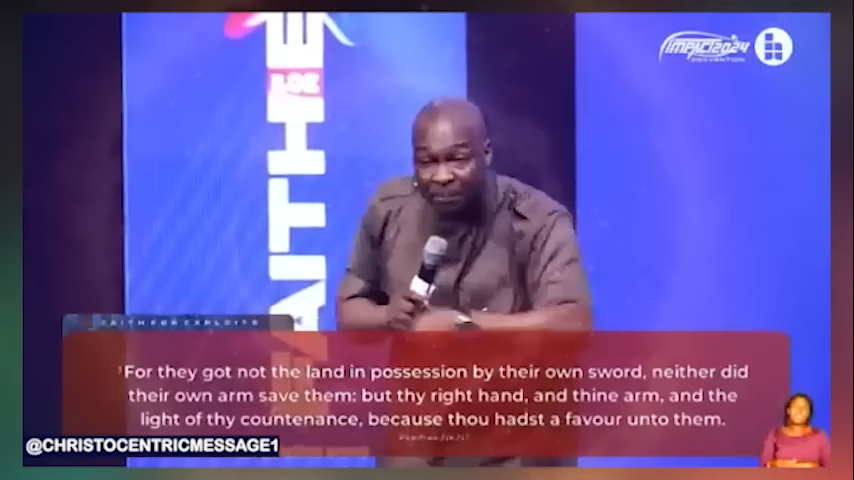 IMPACT2024
CONVENTION
FAITH
FOR
E
FAITH FOR EXPLOITS
"For they got not the land in possession by their own sword, neither did
their own arm save them: but thy right hand, and thine arm, and the
light of thy countenance, because thou hadst a favour unto them.
@CHRISTOCENTRICMESSAGE1